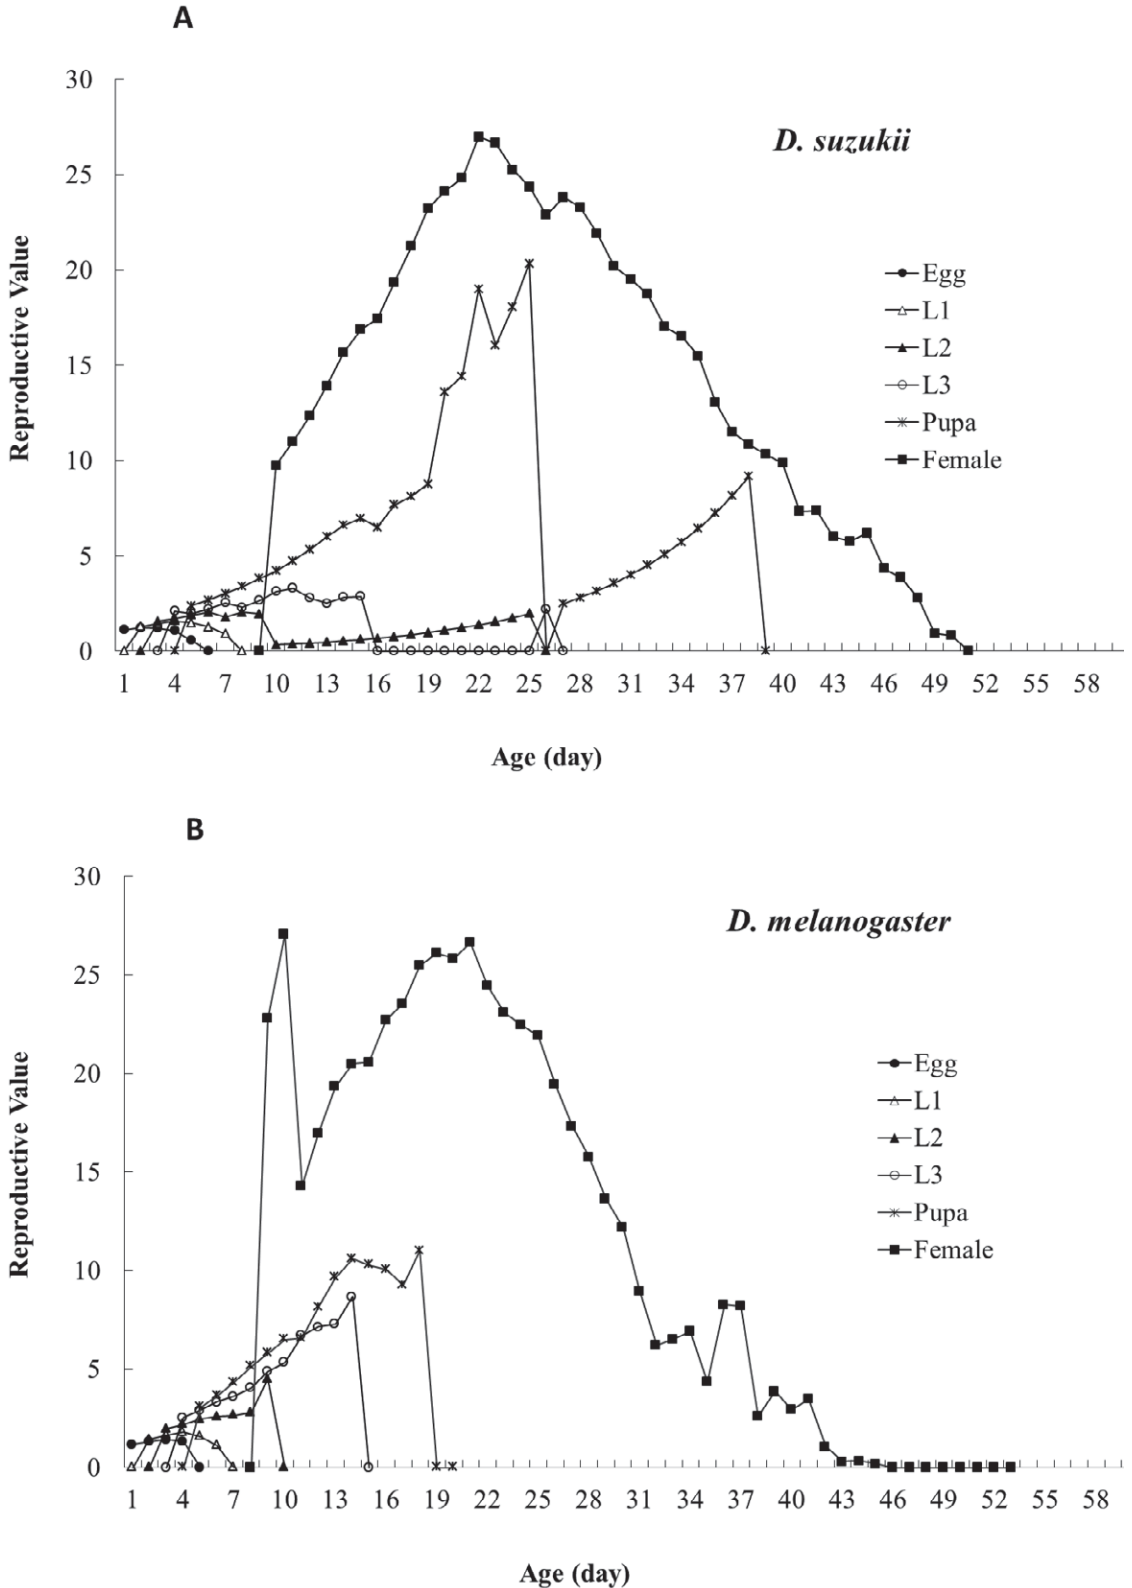 A
30
D. suzukii
25
Reproductive Value
20
Egg
L1
15
L2
L3
Pupa
10
Female
5
0
1 4 7 10 13 16 19 22 25 28 31 34 37 40 43 46 49 52 55 58
Age (day)
B
30
D. melanogaster
25
Reproductive Value
20
Egg
L1
L2
15
L3
Pupa
Female
10
5
0
1 4 7 10 13 16 19 22 25 28 31 34 37 40 43 46 49 52 55 58
Age (day)